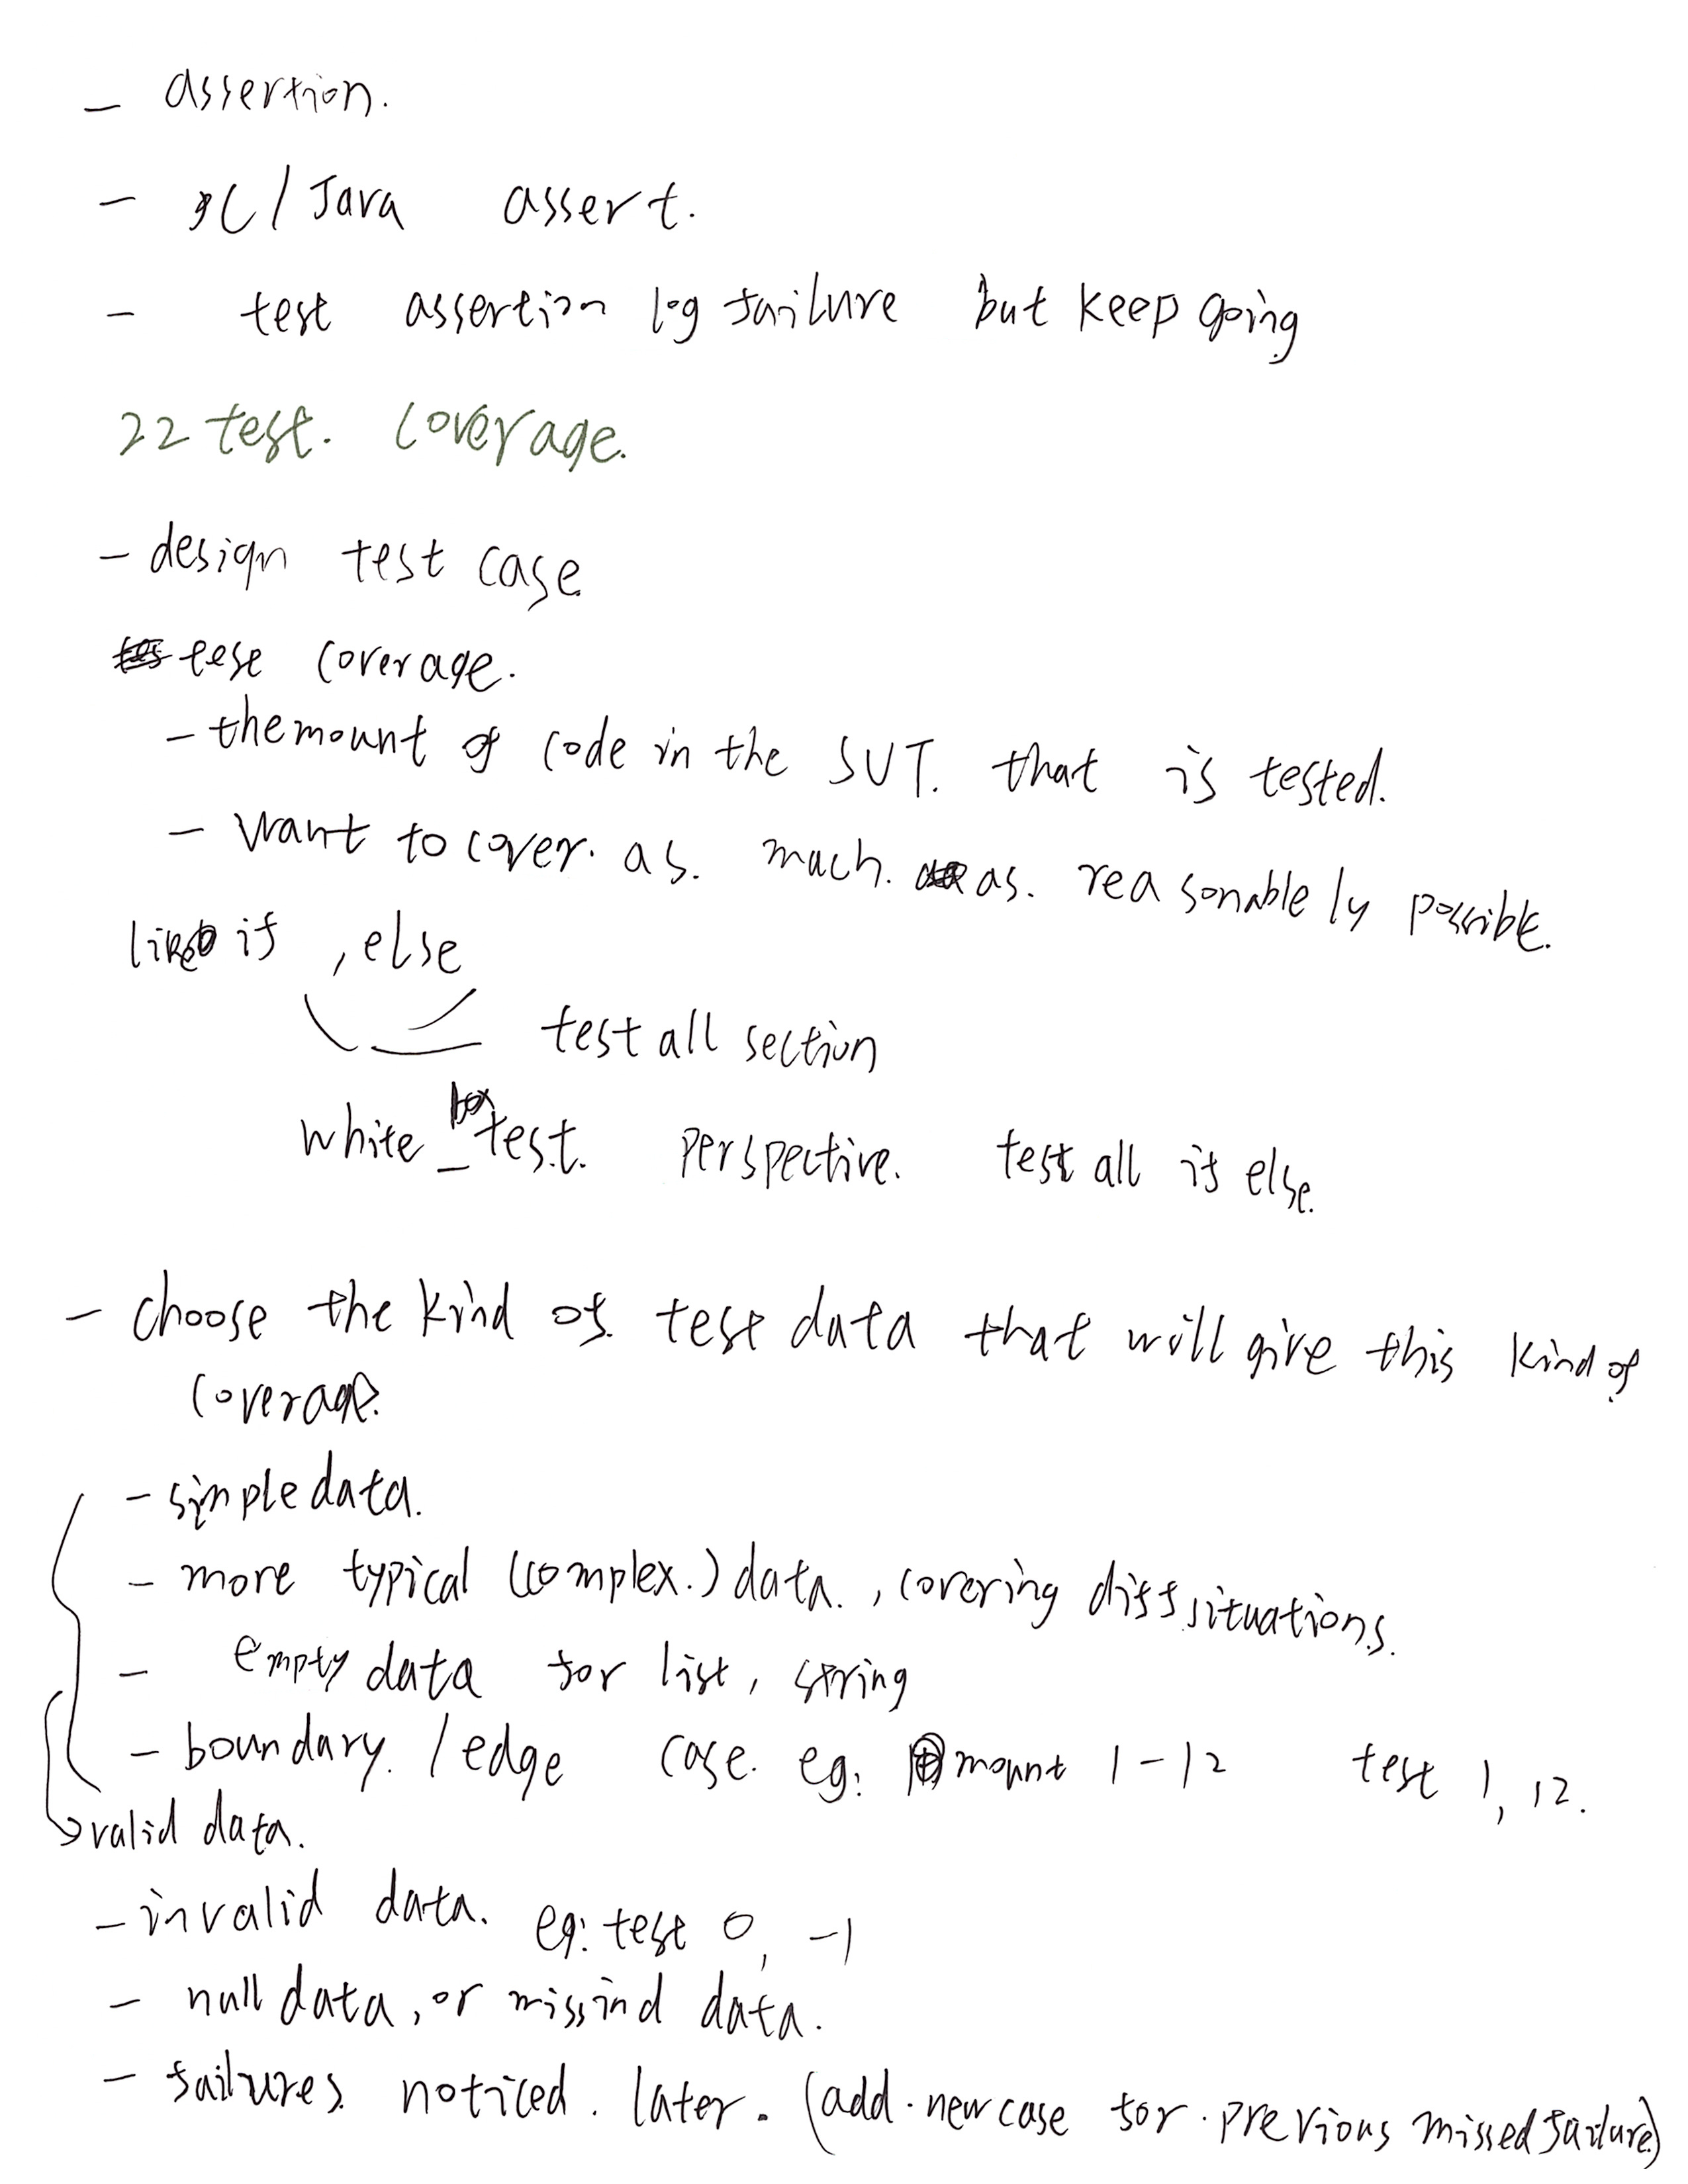 - assertion.
- C/Java assert.
- test assertion log failure but keep going
22 test. coverage.
- design test case
test coverage.
- the mount of code in the SUT. that is tested.
- want to cover. as. much. as. reasonablely possible.
like if , else
test all section
white_box test. perspective. test all if else.
- choose the kind of test data that will give this kind of
coverage.
- simple data.
- more typical (complex.) data. , covering diff situations.
- empty data for list, string
- boundary. / edge case. eg: mount 1-12 test 1, 12.
valid data.
- invalid data. eg: test 0, -1
- null data, or missind data.
- failures. noticed. later. (add. new case for. previous missed failure)